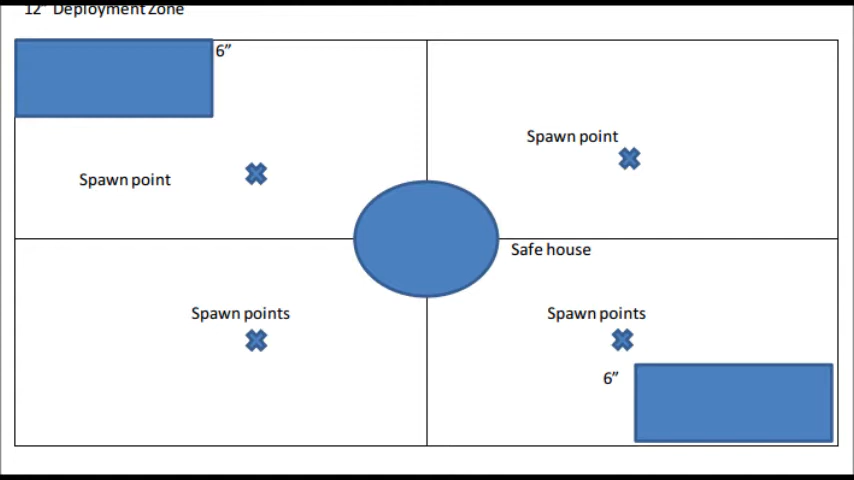 12” Deployment Zone
6”
Spawn point
Spawn point
Safe house
Spawn points
Spawn points
6”